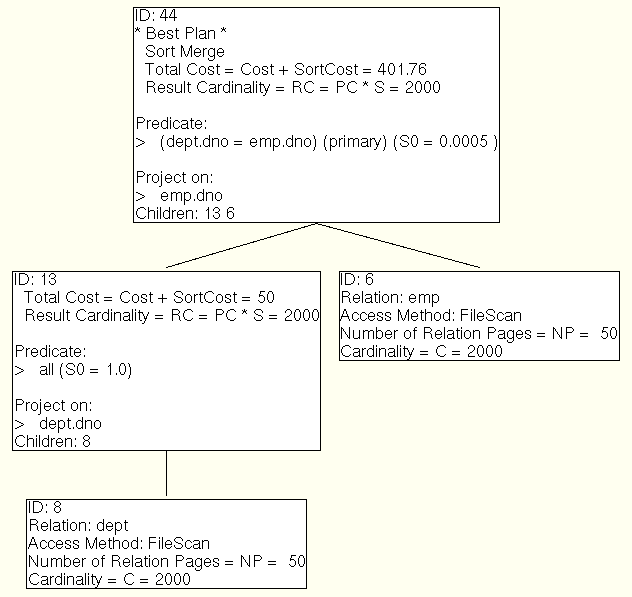 ID: 44
* Best Plan *
Sort Merge
Total Cost = Cost + SortCost = 401.76
Result Cardinality = RC = PC * S = 2000
Predicate:
> (dept.dno = emp.dno) (primary) (S0 = 0.0005 )
Project on:
> emp.dno
Children: 13 6
ID: 13
Total Cost = Cost + SortCost = 50
Result Cardinality = RC = PC * S = 2000
Predicate:
> all (S0 = 1.0)
Project on:
> dept.dno
Children: 8
ID: 6
Relation: emp
Access Method: FileScan
Number of Relation Pages = NP = 50
Cardinality = C = 2000
ID: 8
Relation: dept
Access Method: FileScan
Number of Relation Pages = NP = 50
Cardinality = C = 2000